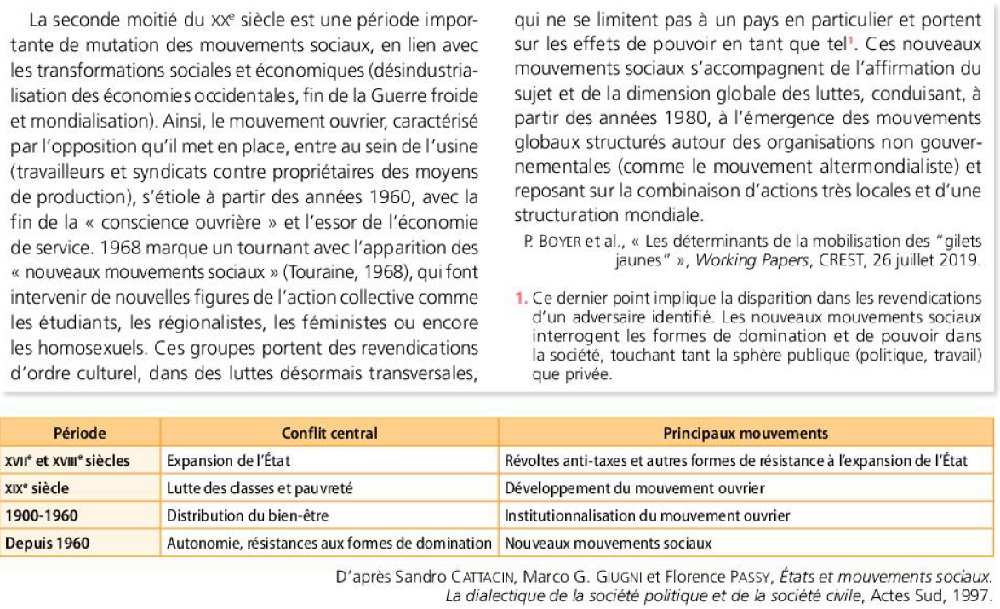 La seconde moitié du XXe siècle est une période impor-
tante de mutation des mouvements sociaux, en lien avec
les transformations sociales et économiques (désindustria-
lisation des économies occidentales, fin de la Guerre froide
et mondialisation). Ainsi, le mouvement ouvrier, caractérisé
par l'opposition qu'il met en place, entre au sein de l'usine
(travailleurs et syndicats contre propriétaires des moyens
de production), s'étiole à partir des années 1960, avec la
fin de la « conscience ouvrière » et l'essor de l'économie
de service. 1968 marque un tournant avec l'apparition des
« nouveaux mouvements sociaux » (Touraine, 1968), qui font
intervenir de nouvelles figures de l'action collective comme
les étudiants, les régionalistes, les féministes ou encore
les homosexuels. Ces groupes portent des revendications
d'ordre culturel, dans des luttes désormais transversales,
qui ne se limitent pas à un pays en particulier et portent
sur les effets de pouvoir en tant que tel¹. Ces nouveaux
mouvements sociaux s'accompagnent de l'affirmation du
sujet et de la dimension globale des luttes, conduisant, à
partir des années 1980, à l'émergence des mouvements
globaux structurés autour des organisations non gouver-
nementales (comme le mouvement altermondialiste) et
reposant sur la combinaison d'actions très locales et d'une
structuration mondiale.
P. BOYER et al., « Les déterminants de la mobilisation des "gilets
jaunes" », Working Papers, CREST, 26 juillet 2019.
1. Ce dernier point implique la disparition dans les revendications
d'un adversaire identifié. Les nouveaux mouvements sociaux
interrogent les formes de domination et de pouvoir dans
la société, touchant tant la sphère publique (politique, travail)
que privée.
Période Conflit central Principaux mouvements
XVIIe et XVIIIe siècles Expansion de l'État Révoltes anti-taxes et autres formes de résistance à l'expansion de l'État
XIXe siècle Lutte des classes et pauvreté Développement du mouvement ouvrier
1900-1960 Distribution du bien-être Institutionnalisation du mouvement ouvrier
Depuis 1960 Autonomie, résistances aux formes de domination Nouveaux mouvements sociaux
D'après Sandro CATTACIN, Marco G. GIUGNI et Florence PASSY, États et mouvements sociaux.
La dialectique de la société politique et de la société civile, Actes Sud, 1997.